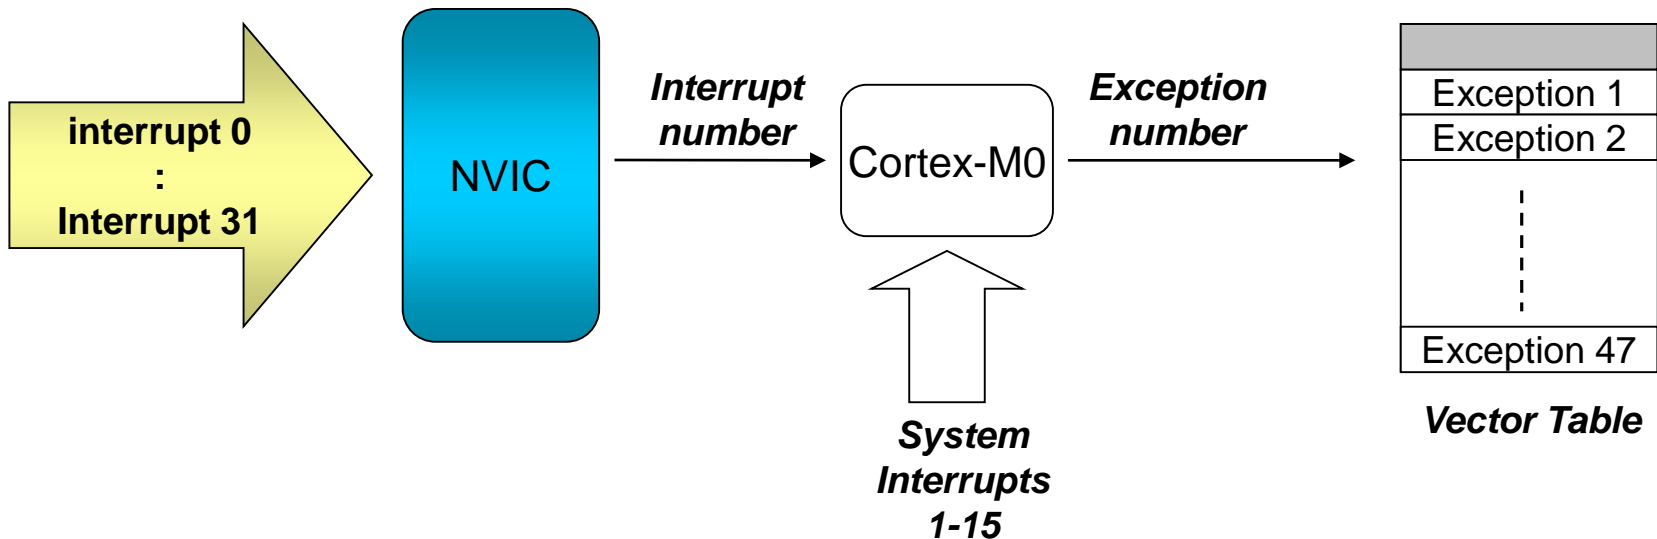 interrupt 0
:
Interrupt 31
NVIC
Interrupt
number
Cortex-M0
System
Interrupts
1-15
Exception
number
Exception 1
Exception 2
Exception 47
Vector Table